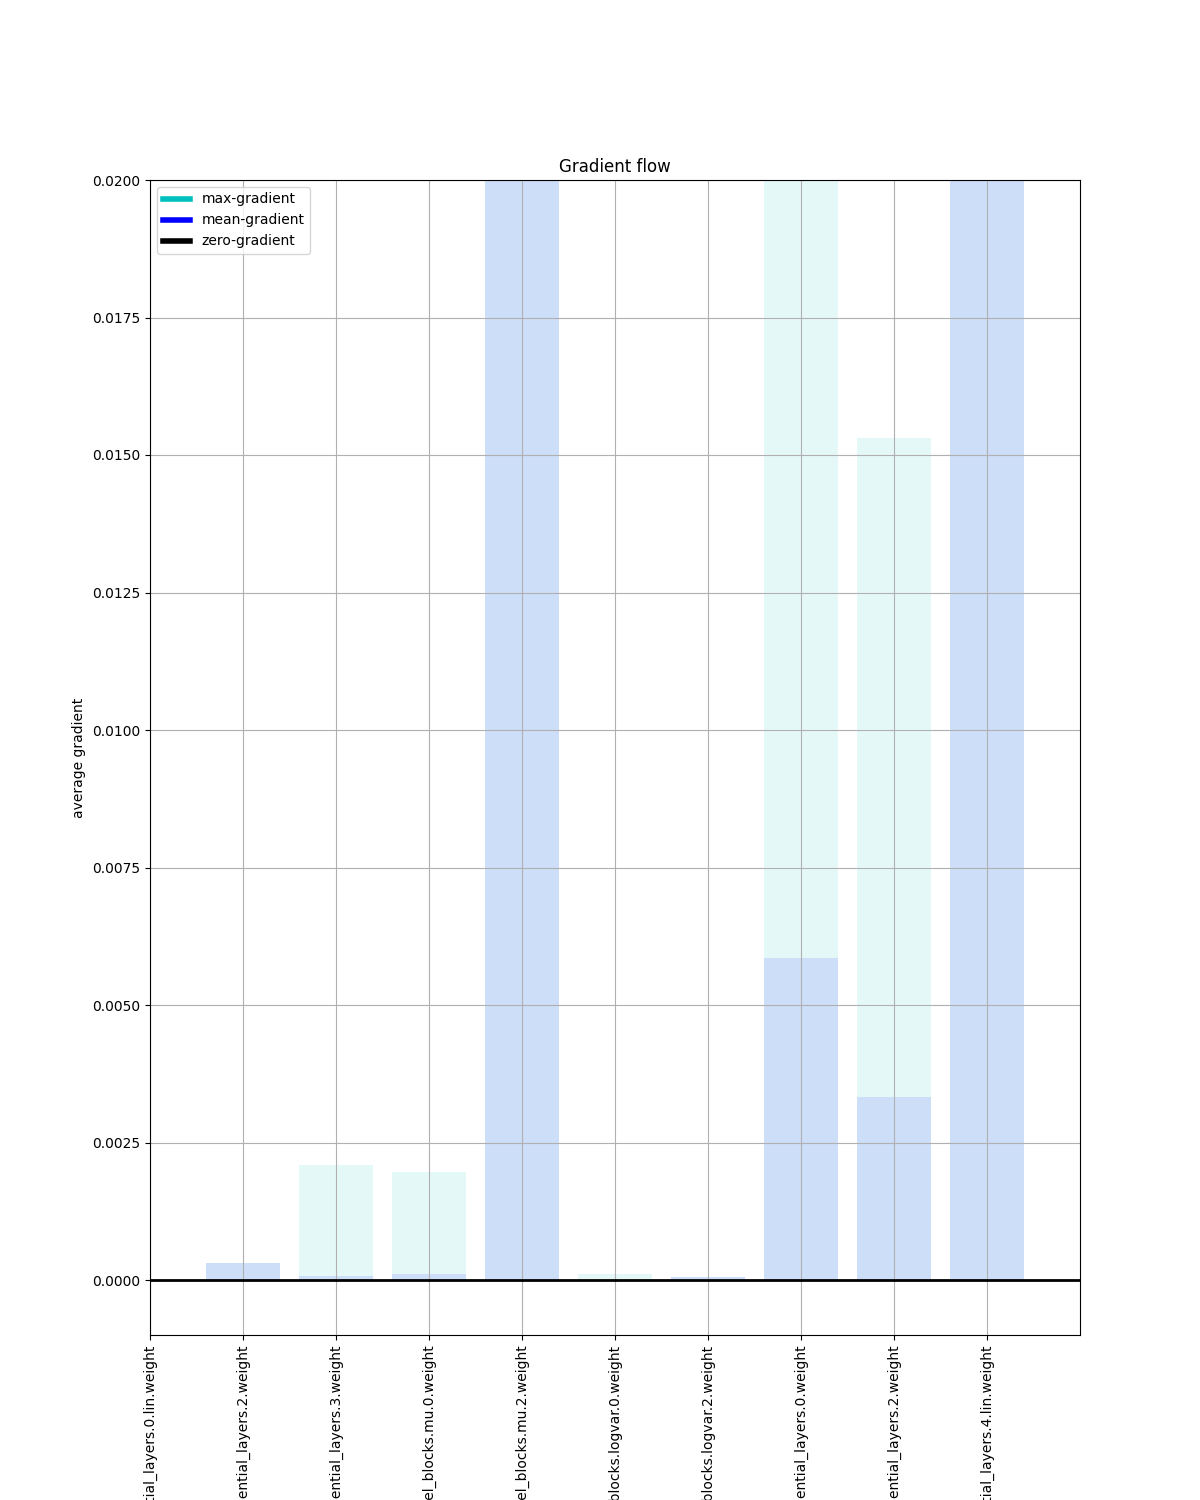 Gradient flow
max-gradient
mean-gradient
zero-gradient
0.0200
0.0175
0.0150
0.0125
0.0100
0.0075
0.0050
0.0025
0.0000
average gradient
tial_layers.0.lin.weight
ential_layers.2.weight
ential_layers.3.weight
el_blocks.mu.0.weight
el_blocks.mu.2.weight
blocks.logvar.0.weight
blocks.logvar.2.weight
ential_layers.0.weight
ential_layers.2.weight
tial_layers.4.lin.weight